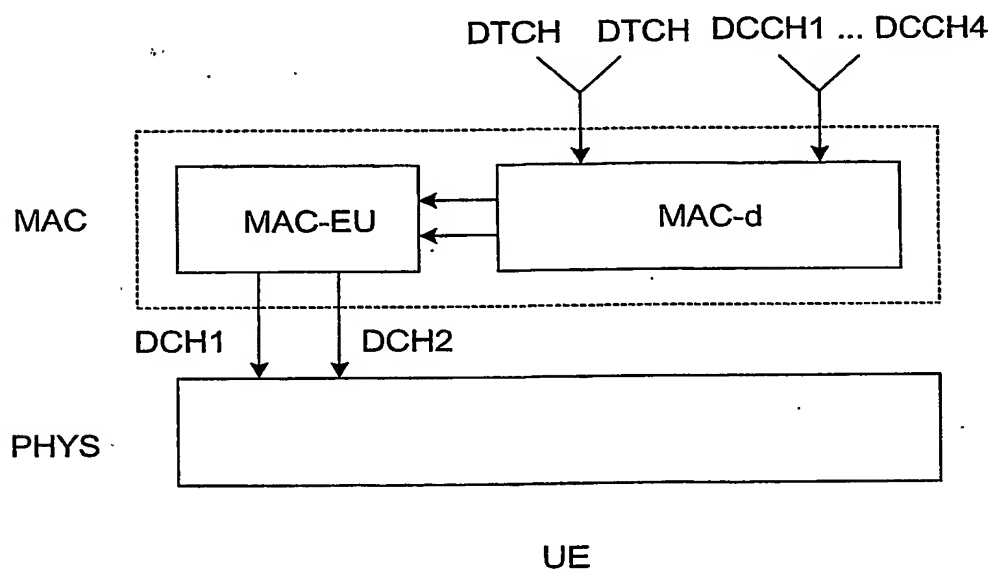 DTCH DTCH DCCH1 ... DCCH4
MAC
MAC-EU
MAC-d
DCH1
DCH2
PHYS
UE